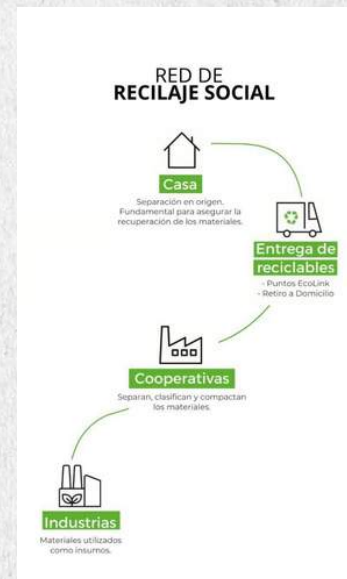 RED DE
RECILAJE SOCIAL
Casa
Separación en origen.
Fundamental para asegurar la
recuperación de los materiales.
Entrega de
reciclables
- Puntos EcoLink
- Retiro a Domicilio
Cooperativas
Separan, clasifican y compactan
los materiales.
Industrias
Materiales utilizados
como insumos.